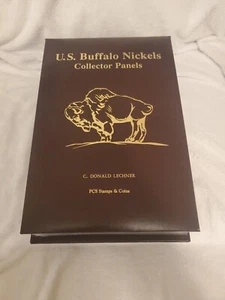 U.S. Buffalo Nickels
Collector Panels
C. DONALD LECHNER
PCS Stamps & Coins